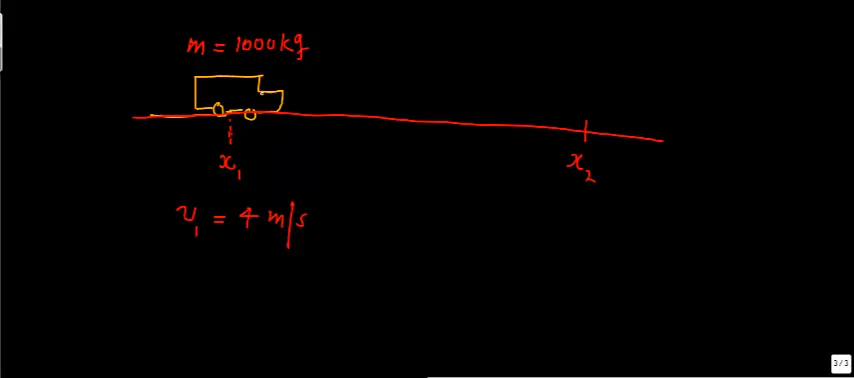 m = 1000kg
x₁
x₂
v₁ = 4 m/s
3/3